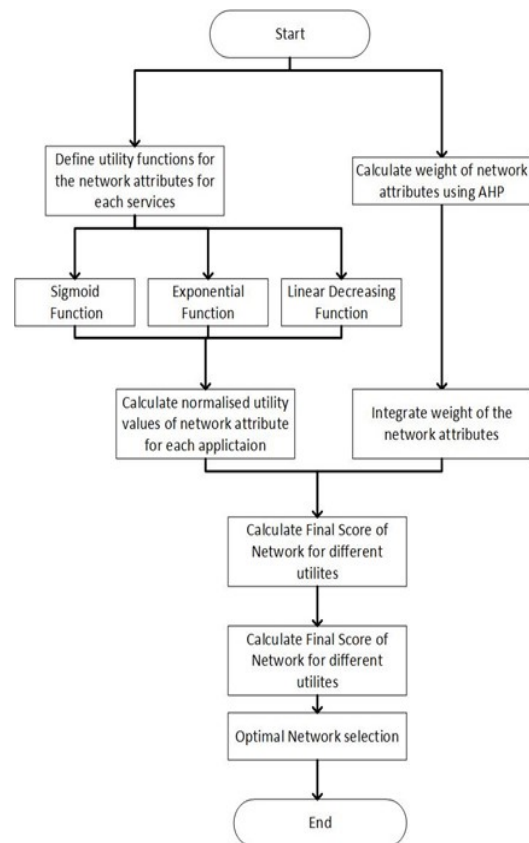 Start
Define utility functions for
the network attributes for
each services
Calculate weight of network
attributes using AHP
Sigmoid
Function
Exponential
Function
Linear Decreasing
Function
Calculate normalised utility
values of network attribute
for each applictaion
Integrate weight of the
network attributes
Calculate Final Score of
Network for different
utilites
Calculate Final Score of
Network for different
utilites
Optimal Network selection
End